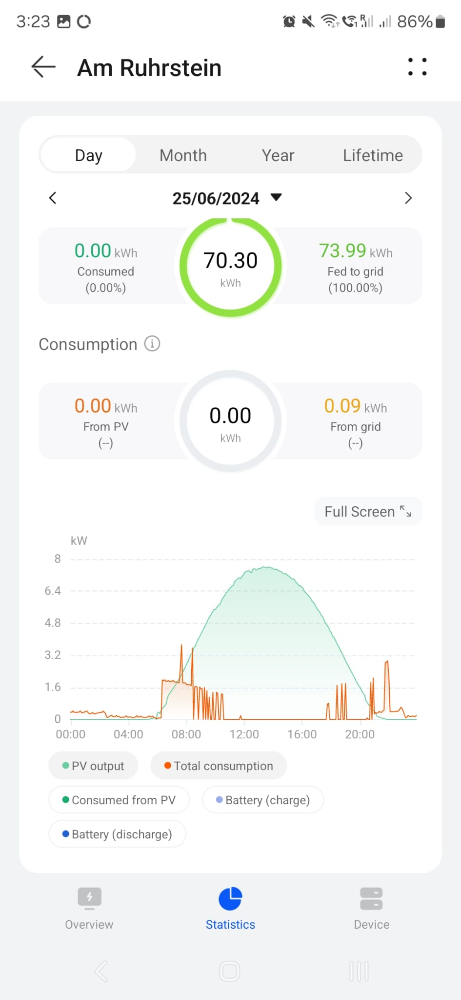 3:23 R 86%
Am Ruhrstein
Day Month Year Lifetime
25/06/2024
0.00 kWh
Consumed
(0.00%)
70.30
kWh
73.99 kWh
Fed to grid
(100.00%)
Consumption i
0.00 kWh
From PV
(--)
0.00
kWh
0.09 kWh
From grid
(--)
Full Screen
kW
8
6.4
4.8
3.2
1.6
0
00:00 04:00 08:00 12:00 16:00 20:00
PV output Total consumption
Consumed from PV Battery (charge)
Battery (discharge)
Overview Statistics Device